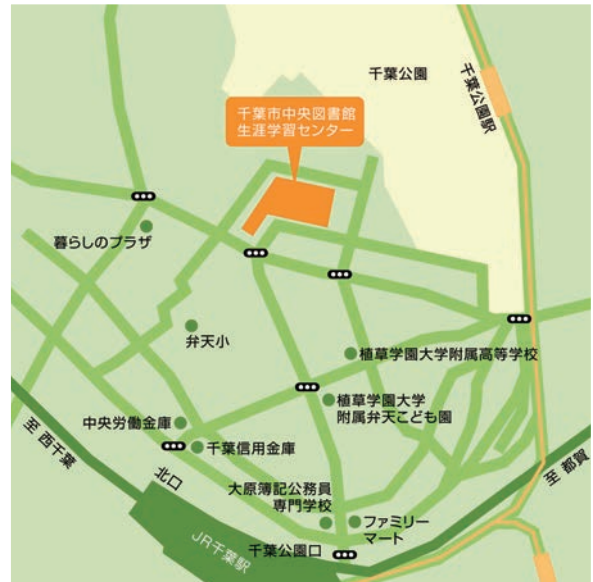 千葉公園
千葉公園駅
千葉市中央図書館
生涯学習センター
暮らしのプラザ
弁天小
植草学園大学附属高等学校
植草学園大学
附属弁天こども園
中央労働金庫
千葉信用金庫
至 西千葉
北口
大原簿記公務員
専門学校
ファミリー
マート
至 都賀
JR千葉駅
千葉公園口